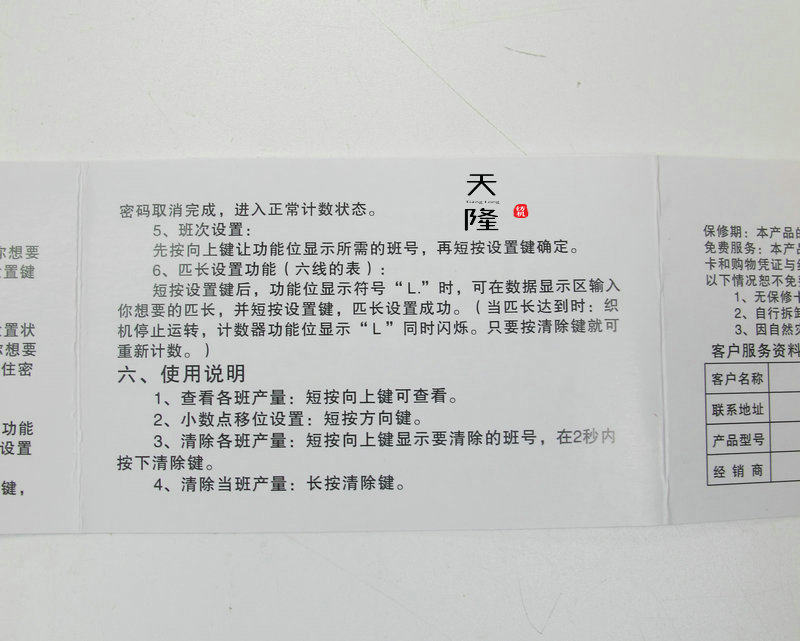 天隆
Tiang Long
纺机
密码取消完成，进入正常计数状态。
5、班次设置：
先按向上键让功能位显示所需的班号，再短按设置键确定。
6、匹长设置功能（六线的表）：
短按设置键后，功能位显示符号“L.”时，可在数据显示区输入
你想要的匹长，并短按设置键，匹长设置成功。（当匹长达到时：织
机停止运转，计数器功能位显示“L”同时闪烁。只要按清除键就可
重新计数。）
六、使用说明
1、查看各班产量：短按向上键可查看。
2、小数点移位设置：短按方向键。
3、清除各班产量：短按向上键显示要清除的班号，在2秒内
按下清除键。
4、清除当班产量：长按清除键。
你想要
设置键
设置状
你想要
住密
功能
设置
键，
保修期：本产品的
免费服务：本产品
卡和购物凭证与
以下情况恕不免费
1、无保修卡
2、自行拆卸
3、因自然灾
客户服务资料
客户名称
联系地址
产品型号
经销商